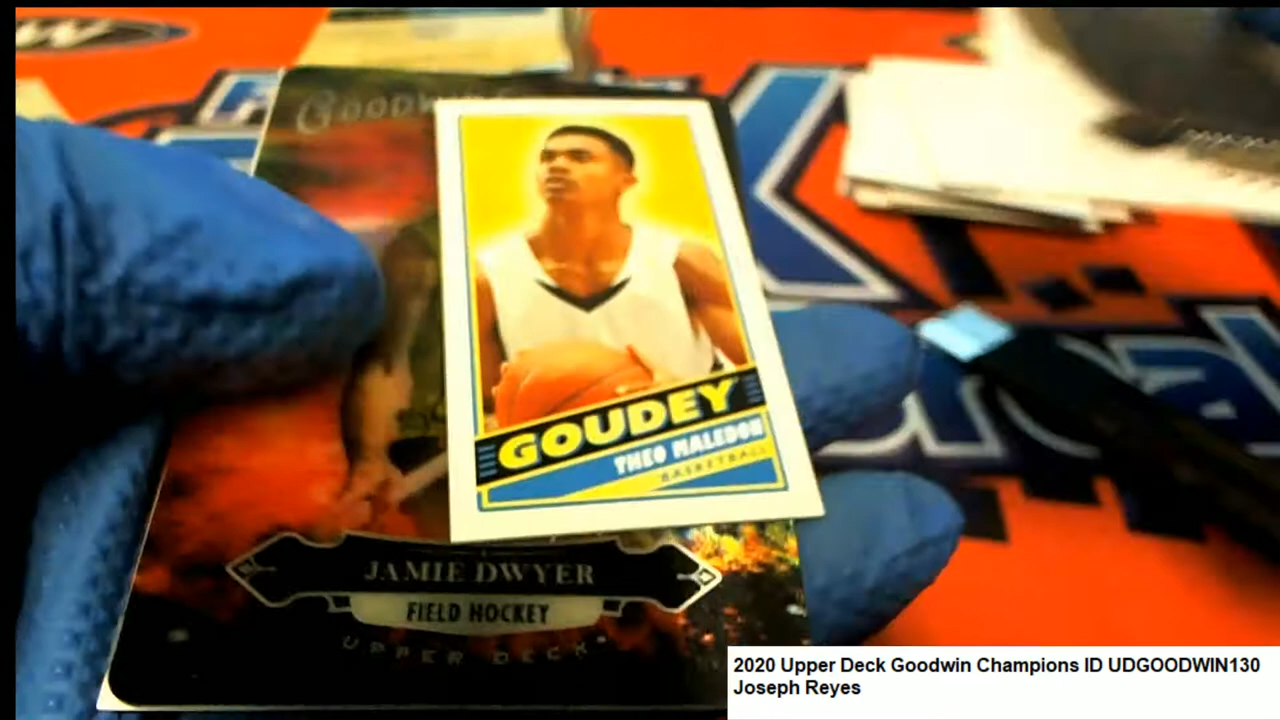 GOODWIN
GOUDEY
THEO MALEDON
BASKETBALL
JAMIE DWYER
FIELD HOCKEY
UPPER DECK
2020 Upper Deck Goodwin Champions ID UDGOODWIN130
Joseph Reyes